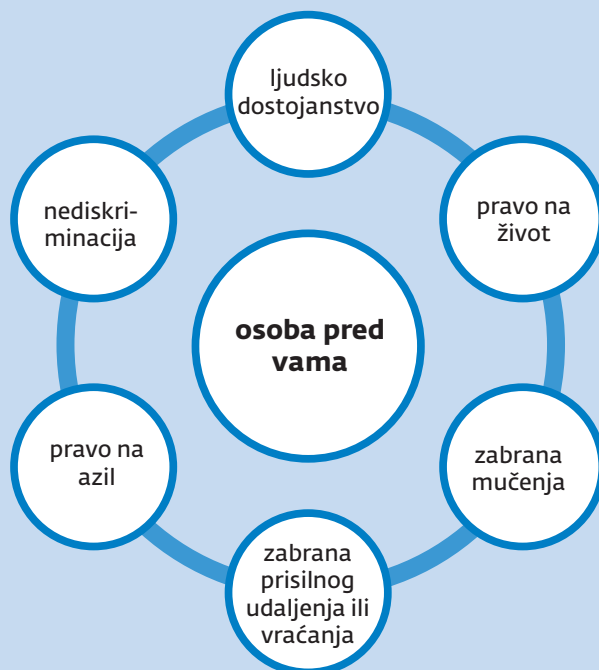 ljudsko
dostojanstvo
pravo na
život
zabrana
mučenja
zabrana
prisilnog
udaljenja ili
vraćanja
pravo na
azil
nediskri-
minacija
osoba pred
vama